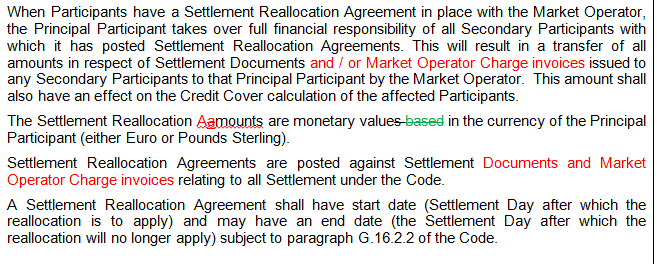 When Participants have a Settlement Reallocation Agreement in place with the Market Operator,
the Principal Participant takes over full financial responsibility of all Secondary Participants with
which it has posted Settlement Reallocation Agreements. This will result in a transfer of all
amounts in respect of Settlement Documents and / or Market Operator Charge invoices issued to
any Secondary Participants to that Principal Participant by the Market Operator. This amount shall
also have an effect on the Credit Cover calculation of the affected Participants.
The Settlement Reallocation Aamounts are monetary values based in the currency of the Principal
Participant (either Euro or Pounds Sterling).
Settlement Reallocation Agreements are posted against Settlement Documents and Market
Operator Charge invoices relating to all Settlement under the Code.
A Settlement Reallocation Agreement shall have start date (Settlement Day after which the
reallocation is to apply) and may have an end date (the Settlement Day after which the
reallocation will no longer apply) subject to paragraph G.16.2.2 of the Code.